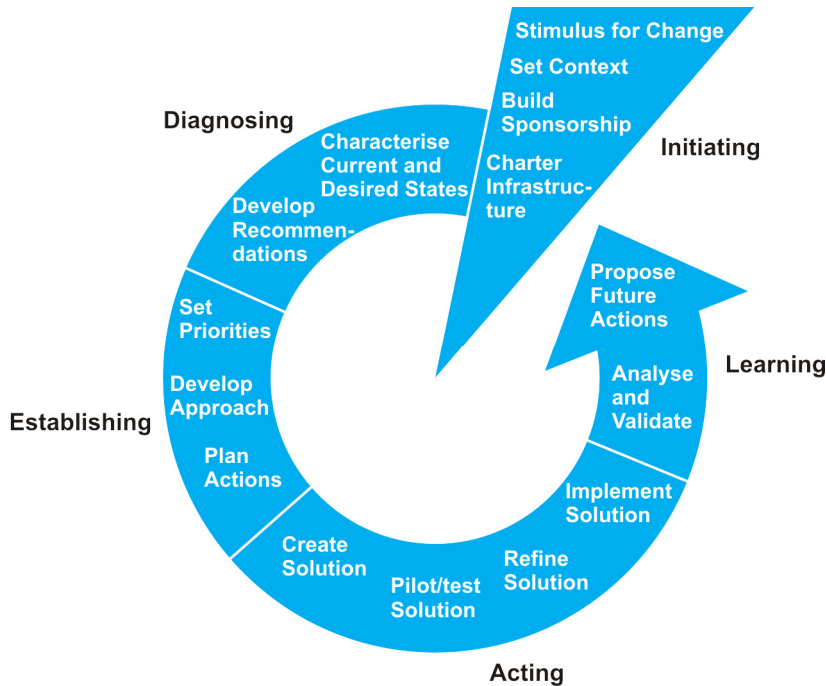 Stimulus for Change
Set Context
Build
Sponsorship
Charter
Infrastruc-
ture
Initiating
Diagnosing
Characterise
Current and
Desired States
Develop
Recommen-
dations
Establishing
Set
Priorities
Develop
Approach
Plan
Actions
Acting
Create
Solution
Pilot/test
Solution
Refine
Solution
Implement
Solution
Learning
Analyse
and
Validate
Propose
Future
Actions